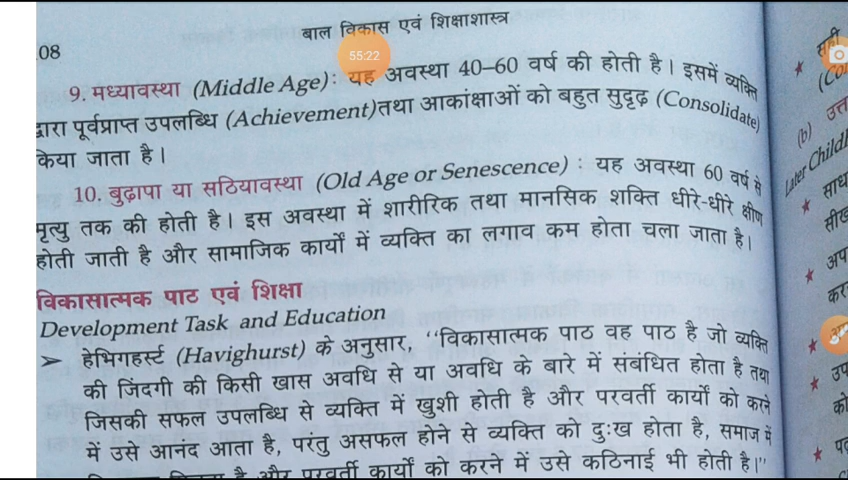 08
बाल विकास एवं शिक्षाशास्त्र
55:22
9. मध्यावस्था (Middle Age): यह अवस्था 40–60 वर्ष की होती है। इसमें व्यक्ति
द्वारा पूर्वप्राप्त उपलब्धि (Achievement)तथा आकांक्षाओं को बहुत सुदृढ़ (Consolidate)
किया जाता है।
10. बुढ़ापा या सठियावस्था (Old Age or Senescence) : यह अवस्था 60 वर्ष से
मृत्यु तक की होती है। इस अवस्था में शारीरिक तथा मानसिक शक्ति धीरे-धीरे क्षीण
होती जाती है और सामाजिक कार्यों में व्यक्ति का लगाव कम होता चला जाता है।
विकासात्मक पाठ एवं शिक्षा
Development Task and Education
➤ हेभिगहर्स्ट (Havighurst) के अनुसार, ‘‘विकासात्मक पाठ वह पाठ है जो व्यक्ति
की जिंदगी की किसी खास अवधि से या अवधि के बारे में संबंधित होता है तथा
जिसकी सफल उपलब्धि से व्यक्ति में खुशी होती है और परवर्ती कार्यों को करने
में उसे आनंद आता है, परंतु असफल होने से व्यक्ति को दुःख होता है, समाज में
है और परवर्ती कार्यों को करने में उसे कठिनाई भी होती है।’’
(b)
Later Child